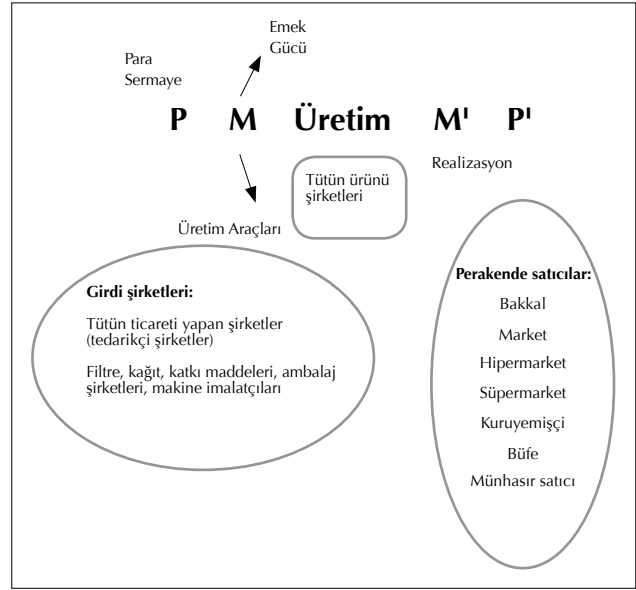 Emek
Gücü
Para
Sermaye
P M Üretim M' P'
Realizasyon
Tütün ürünü
şirketleri
Üretim Araçları
Girdi şirketleri:
Tütün ticareti yapan şirketler
(tedarikçi şirketler)
Filtre, kağıt, katkı maddeleri, ambalaj
şirketleri, makine imalatçıları
Perakende satıcılar:
Bakkal
Market
Hipermarket
Süpermarket
Kuruyemişçi
Büfe
Münhasır satıcı